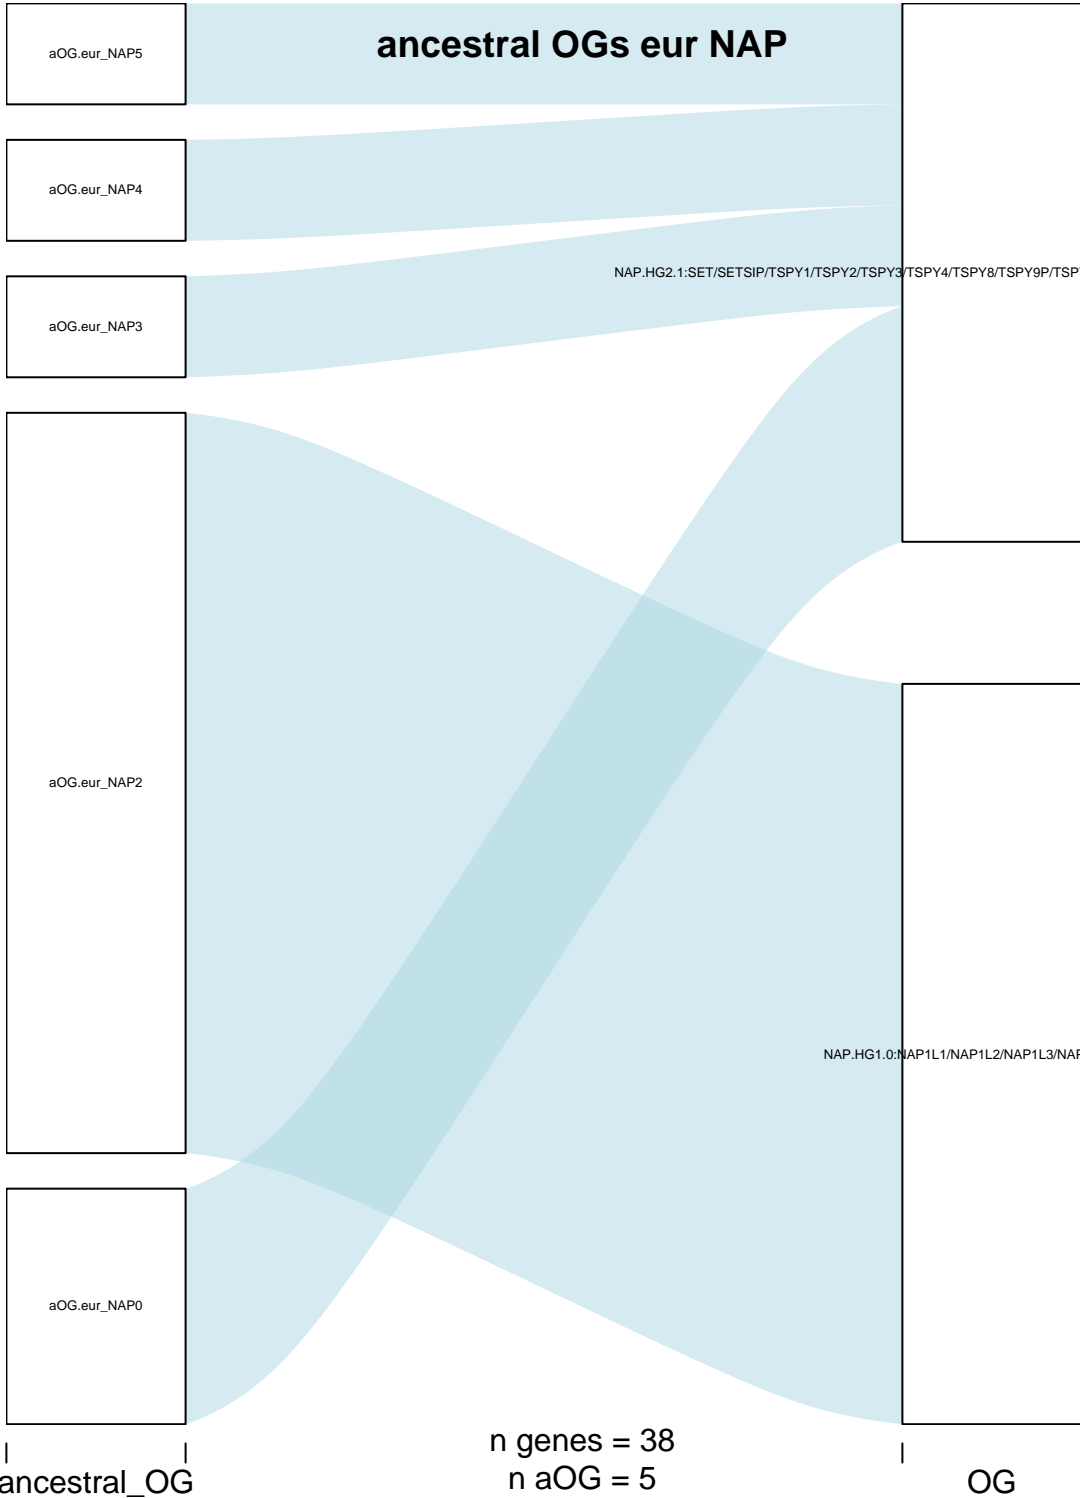 ancestral OGs eur NAP
aOG.eur_NAP5
aOG.eur_NAP4
NAP.HG2.1:SET/SETSIP/TSPY1/TSPY2/TSPY3/TSPY4/TSPY8/TSPY9P/TSP
aOG.eur_NAP3
aOG.eur_NAP2
NAP.HG1.0:NAP1L1/NAP1L2/NAP1L3/NAP
aOG.eur_NAP0
n genes = 38
n aOG = 5
ancestral_OG
OG